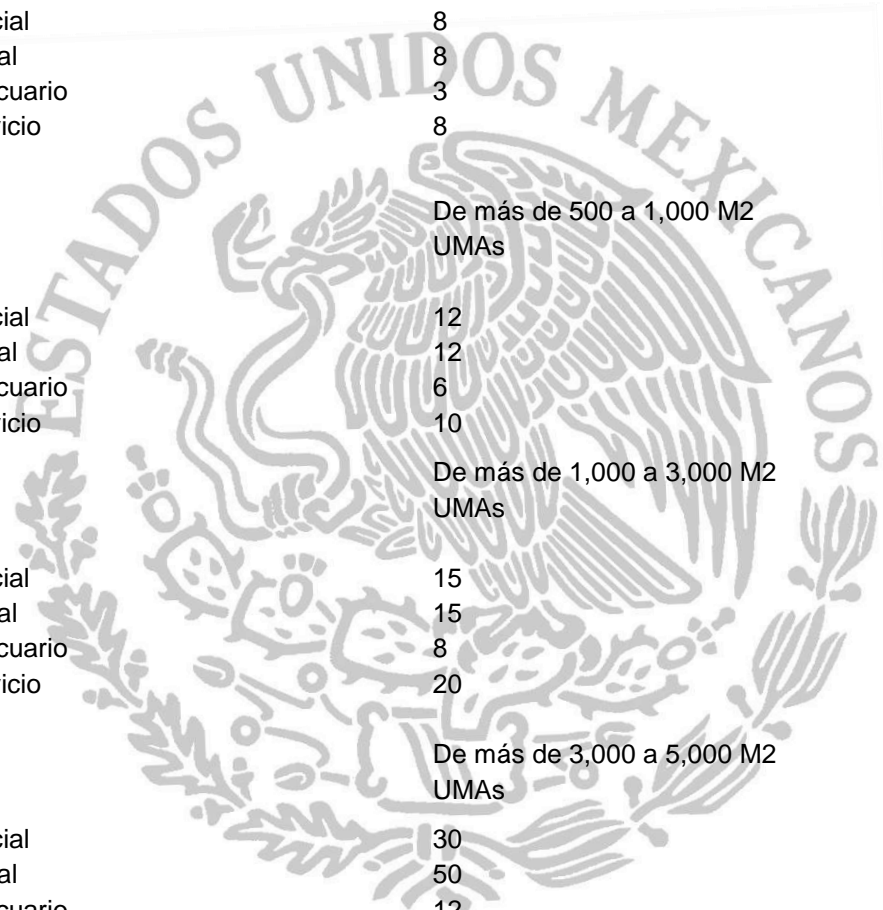 cial 8
al 8
cuario 3
icio 8
De más de 500 a 1,000 M2
UMAs
cial 12
al 12
cuario 6
icio 10
De más de 1,000 a 3,000 M2
UMAs
cial 15
al 15
cuario 8
icio 20
De más de 3,000 a 5,000 M2
UMAs
cial 30
al 50
cuario 12
ESTADOS UNIDOS MEXICANOS